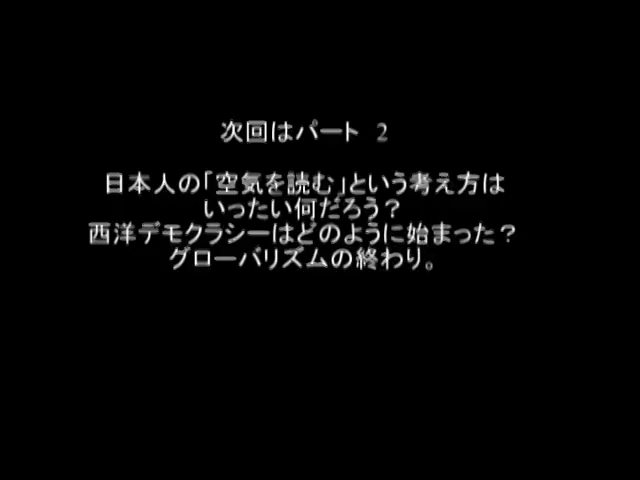 次回はパート 2
日本人の「空気を読む」という考え方は
いったい何だろう？
西洋デモクラシーはどのように始まった？
グローバリズムの終わり。